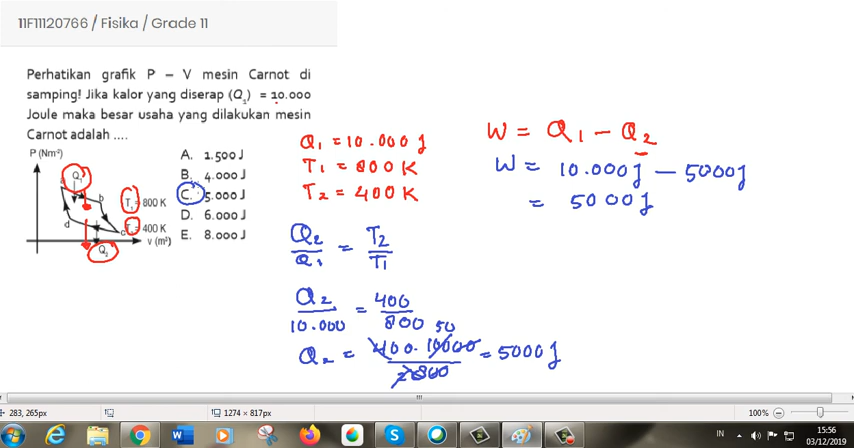 11F11120766 / Fisika / Grade 11
Perhatikan grafik P – V mesin Carnot di
samping! Jika kalor yang diserap (Q₁) = 10.000
Joule maka besar usaha yang dilakukan mesin
Carnot adalah ....
P (Nm⁻²)
Q₁
b
T₁ = 800 K
d
T₂ = 400 K
c
V (m³)
Q₂
A. 1.500 J
B. 4.000 J
C. 5.000 J
D. 6.000 J
E. 8.000 J
Q₁ = 10.000 J
T₁ = 800 K
T₂ = 400 K
Q₂/Q₁ = T₂/T₁
Q₂/10.000 = 400/800
50
Q₂ = 400. 10000 / 2 800 = 5000 J
W = Q₁ – Q₂
W = 10.000 J – 5000 J
= 5000 J
283, 265px
1274 × 817px
100%
IN
15:56
03/12/2019